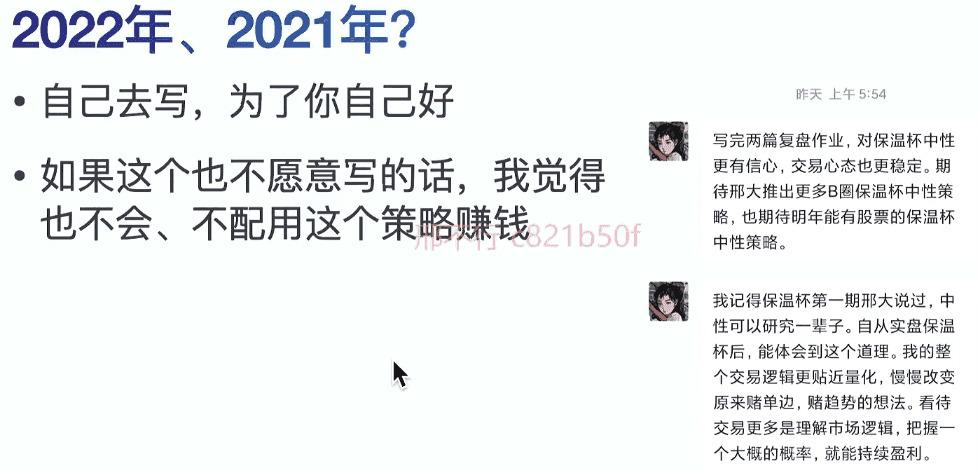 2022年、2021年？
• 自己去写，为了你自己好
• 如果这个也不愿意写的话，我觉得
也不会、不配用这个策略赚钱
邢不行 c821b50f
昨天 上午 5:54
写完两篇复盘作业，对保温杯中性
更有信心，交易心态也更稳定。期
待邢大推出更多B圈保温杯中性策
略，也期待明年能有股票的保温杯
中性策略。
我记得保温杯第一期邢大说过，中
性可以研究一辈子。自从实盘保温
杯后，能体会到这个道理。我的整
个交易逻辑更贴近量化，慢慢改变
原来赌单边，赌趋势的想法。看待
交易更多是理解市场逻辑，把握一
个大概的概率，就能持续盈利。